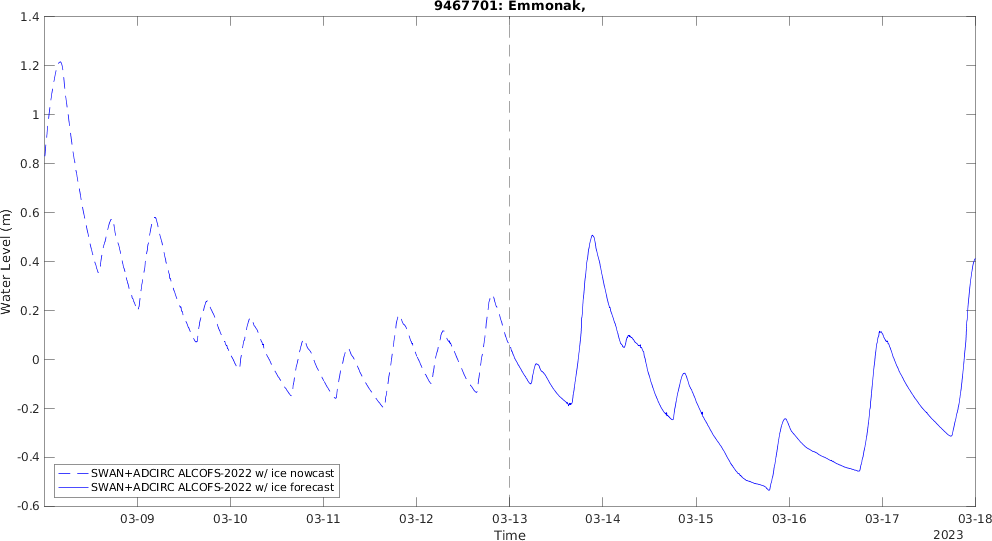 9467701: Emmonak,
Water Level (m)
1.4
1.2
1
0.8
0.6
0.4
0.2
0
-0.2
-0.4
-0.6
SWAN+ADCIRC ALCOFS-2022 w/ ice nowcast
SWAN+ADCIRC ALCOFS-2022 w/ ice forecast
03-09 03-10 03-11 03-12 03-13 03-14 03-15 03-16 03-17 03-18
Time
2023